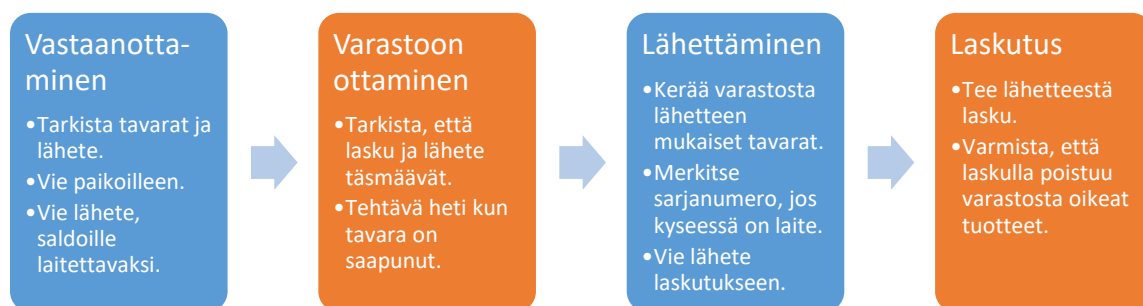 Vastaanotta-
minen
•Tarkista tavarat ja
lähete.
•Vie paikoilleen.
•Vie lähete,
saldoille
laitettavaksi.
Varastoon
ottaminen
•Tarkista, että
lasku ja lähete
täsmäävät.
•Tehtävä heti kun
tavara on
saapunut.
Lähettäminen
•Kerää varastosta
lähetteen
mukaiset tavarat.
•Merkitse
sarjanumero, jos
kyseessä on laite.
•Vie lähete
laskutukseen.
Laskutus
•Tee lähetteestä
lasku.
•Varmista, että
laskulla poistuu
varastosta oikeat
tuotteet.